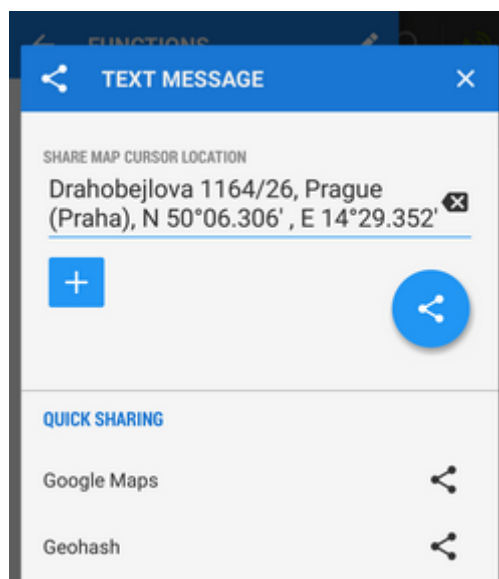 FUNCTIONS
TEXT MESSAGE
SHARE MAP CURSOR LOCATION
Drahobejlova 1164/26, Prague
(Praha), N 50°06.306' , E 14°29.352'
QUICK SHARING
Google Maps
Geohash